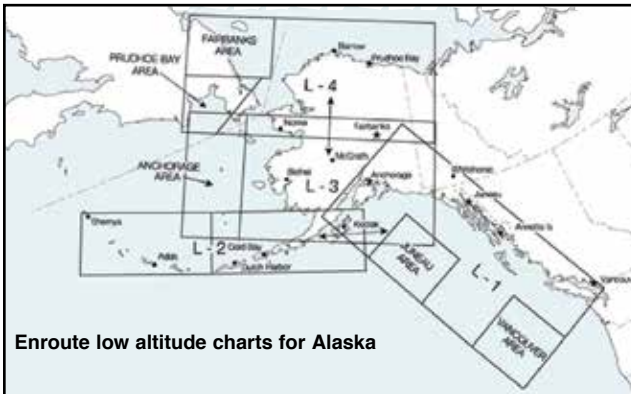 FAIRBANKS
AREA
Barrow
Prudhoe Bay
PRUDHOE BAY
AREA
L - 4
Nome
Fairbanks
McGrath
ANCHORAGE
AREA
Bethel
L - 3
Anchorage
Whitehorse
Juneau
Shemya
Kodiak
Annette Is
L - 2
Cold Bay
JUNEAU
AREA
Adak
Dutch Harbor
L - 1
Vancouver
VANCOUVER
AREA
Enroute low altitude charts for Alaska